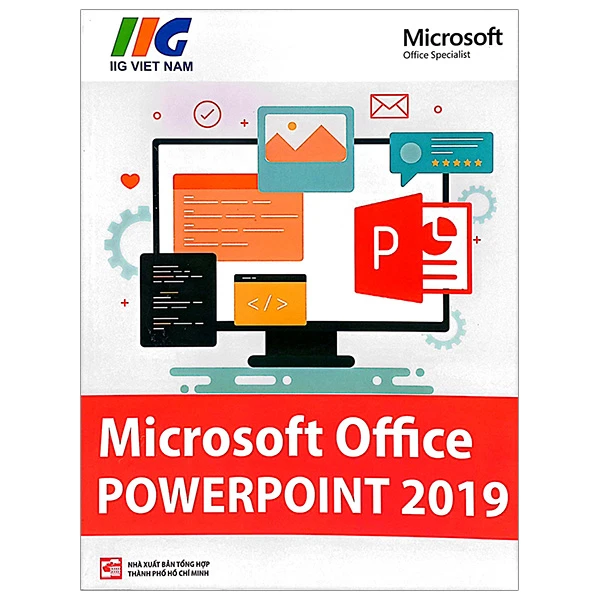 IIG
IIG VIET NAM
Microsoft
Office Specialist
P
</>
Microsoft Office
POWERPOINT 2019
NHÀ XUẤT BẢN TỔNG HỢP
THÀNH PHỐ HỒ CHÍ MINH